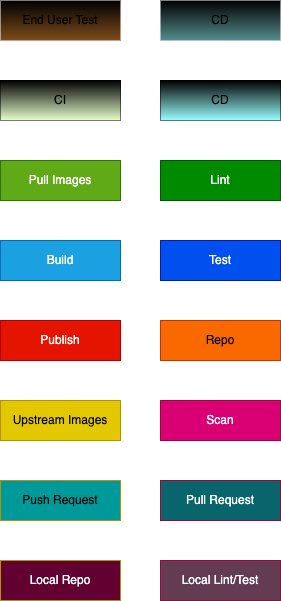 End User Test
CD
CI
CD
Pull Images
Lint
Build
Test
Publish
Repo
Upstream Images
Scan
Push Request
Pull Request
Local Repo
Local Lint/Test